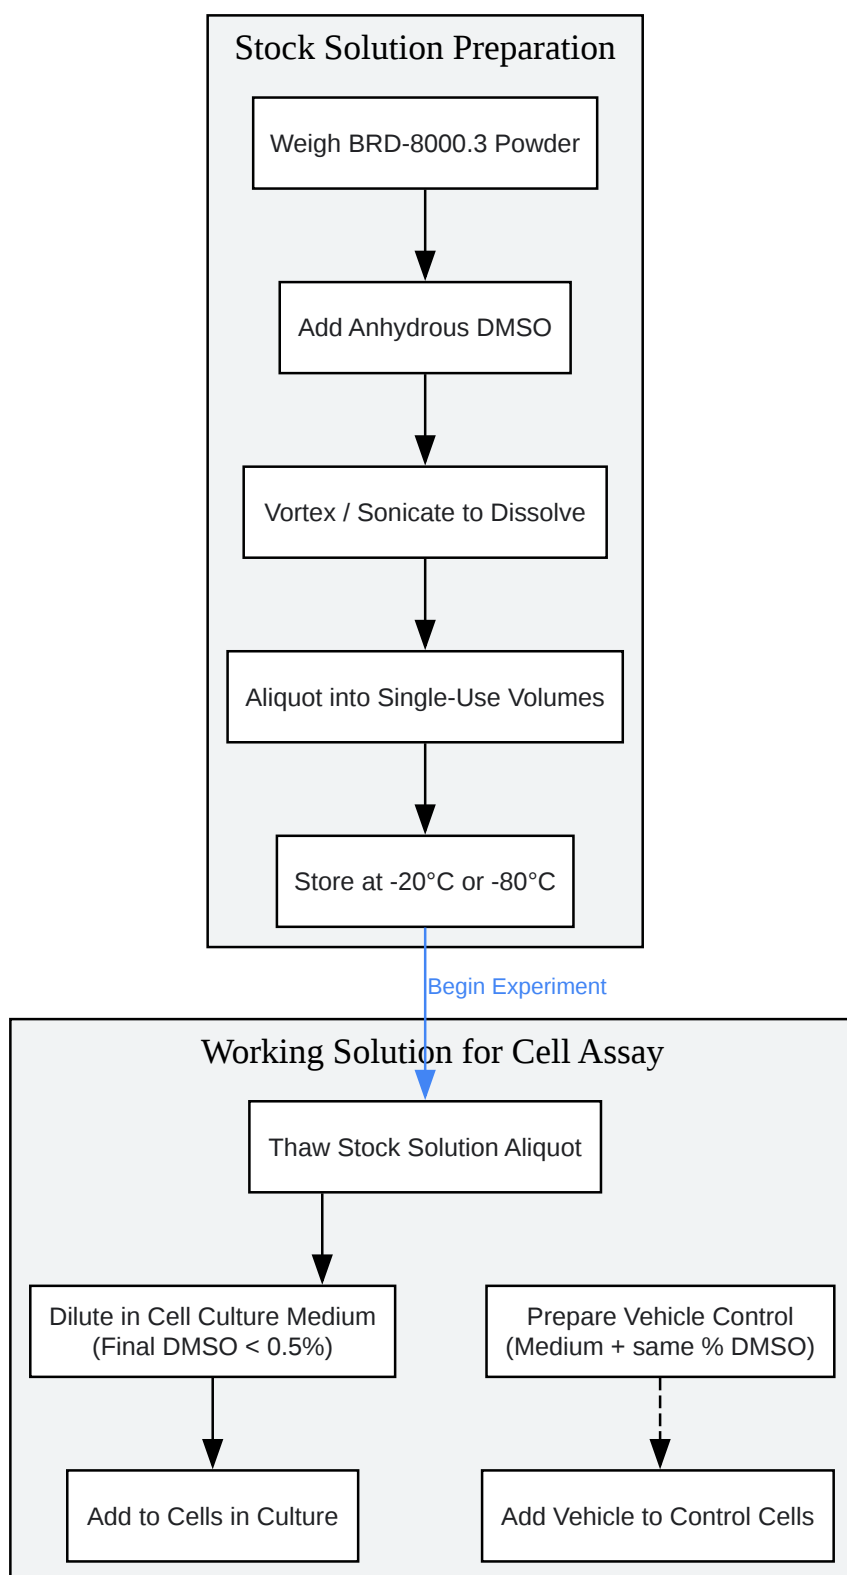 Stock Solution Preparation
Weigh BRD-8000.3 Powder
Add Anhydrous DMSO
Vortex / Sonicate to Dissolve
Aliquot into Single-Use Volumes
Store at -20°C or -80°C
Begin Experiment
Working Solution for Cell Assay
Thaw Stock Solution Aliquot
Dilute in Cell Culture Medium
(Final DMSO < 0.5%)
Prepare Vehicle Control
(Medium + same % DMSO)
Add to Cells in Culture
Add Vehicle to Control Cells